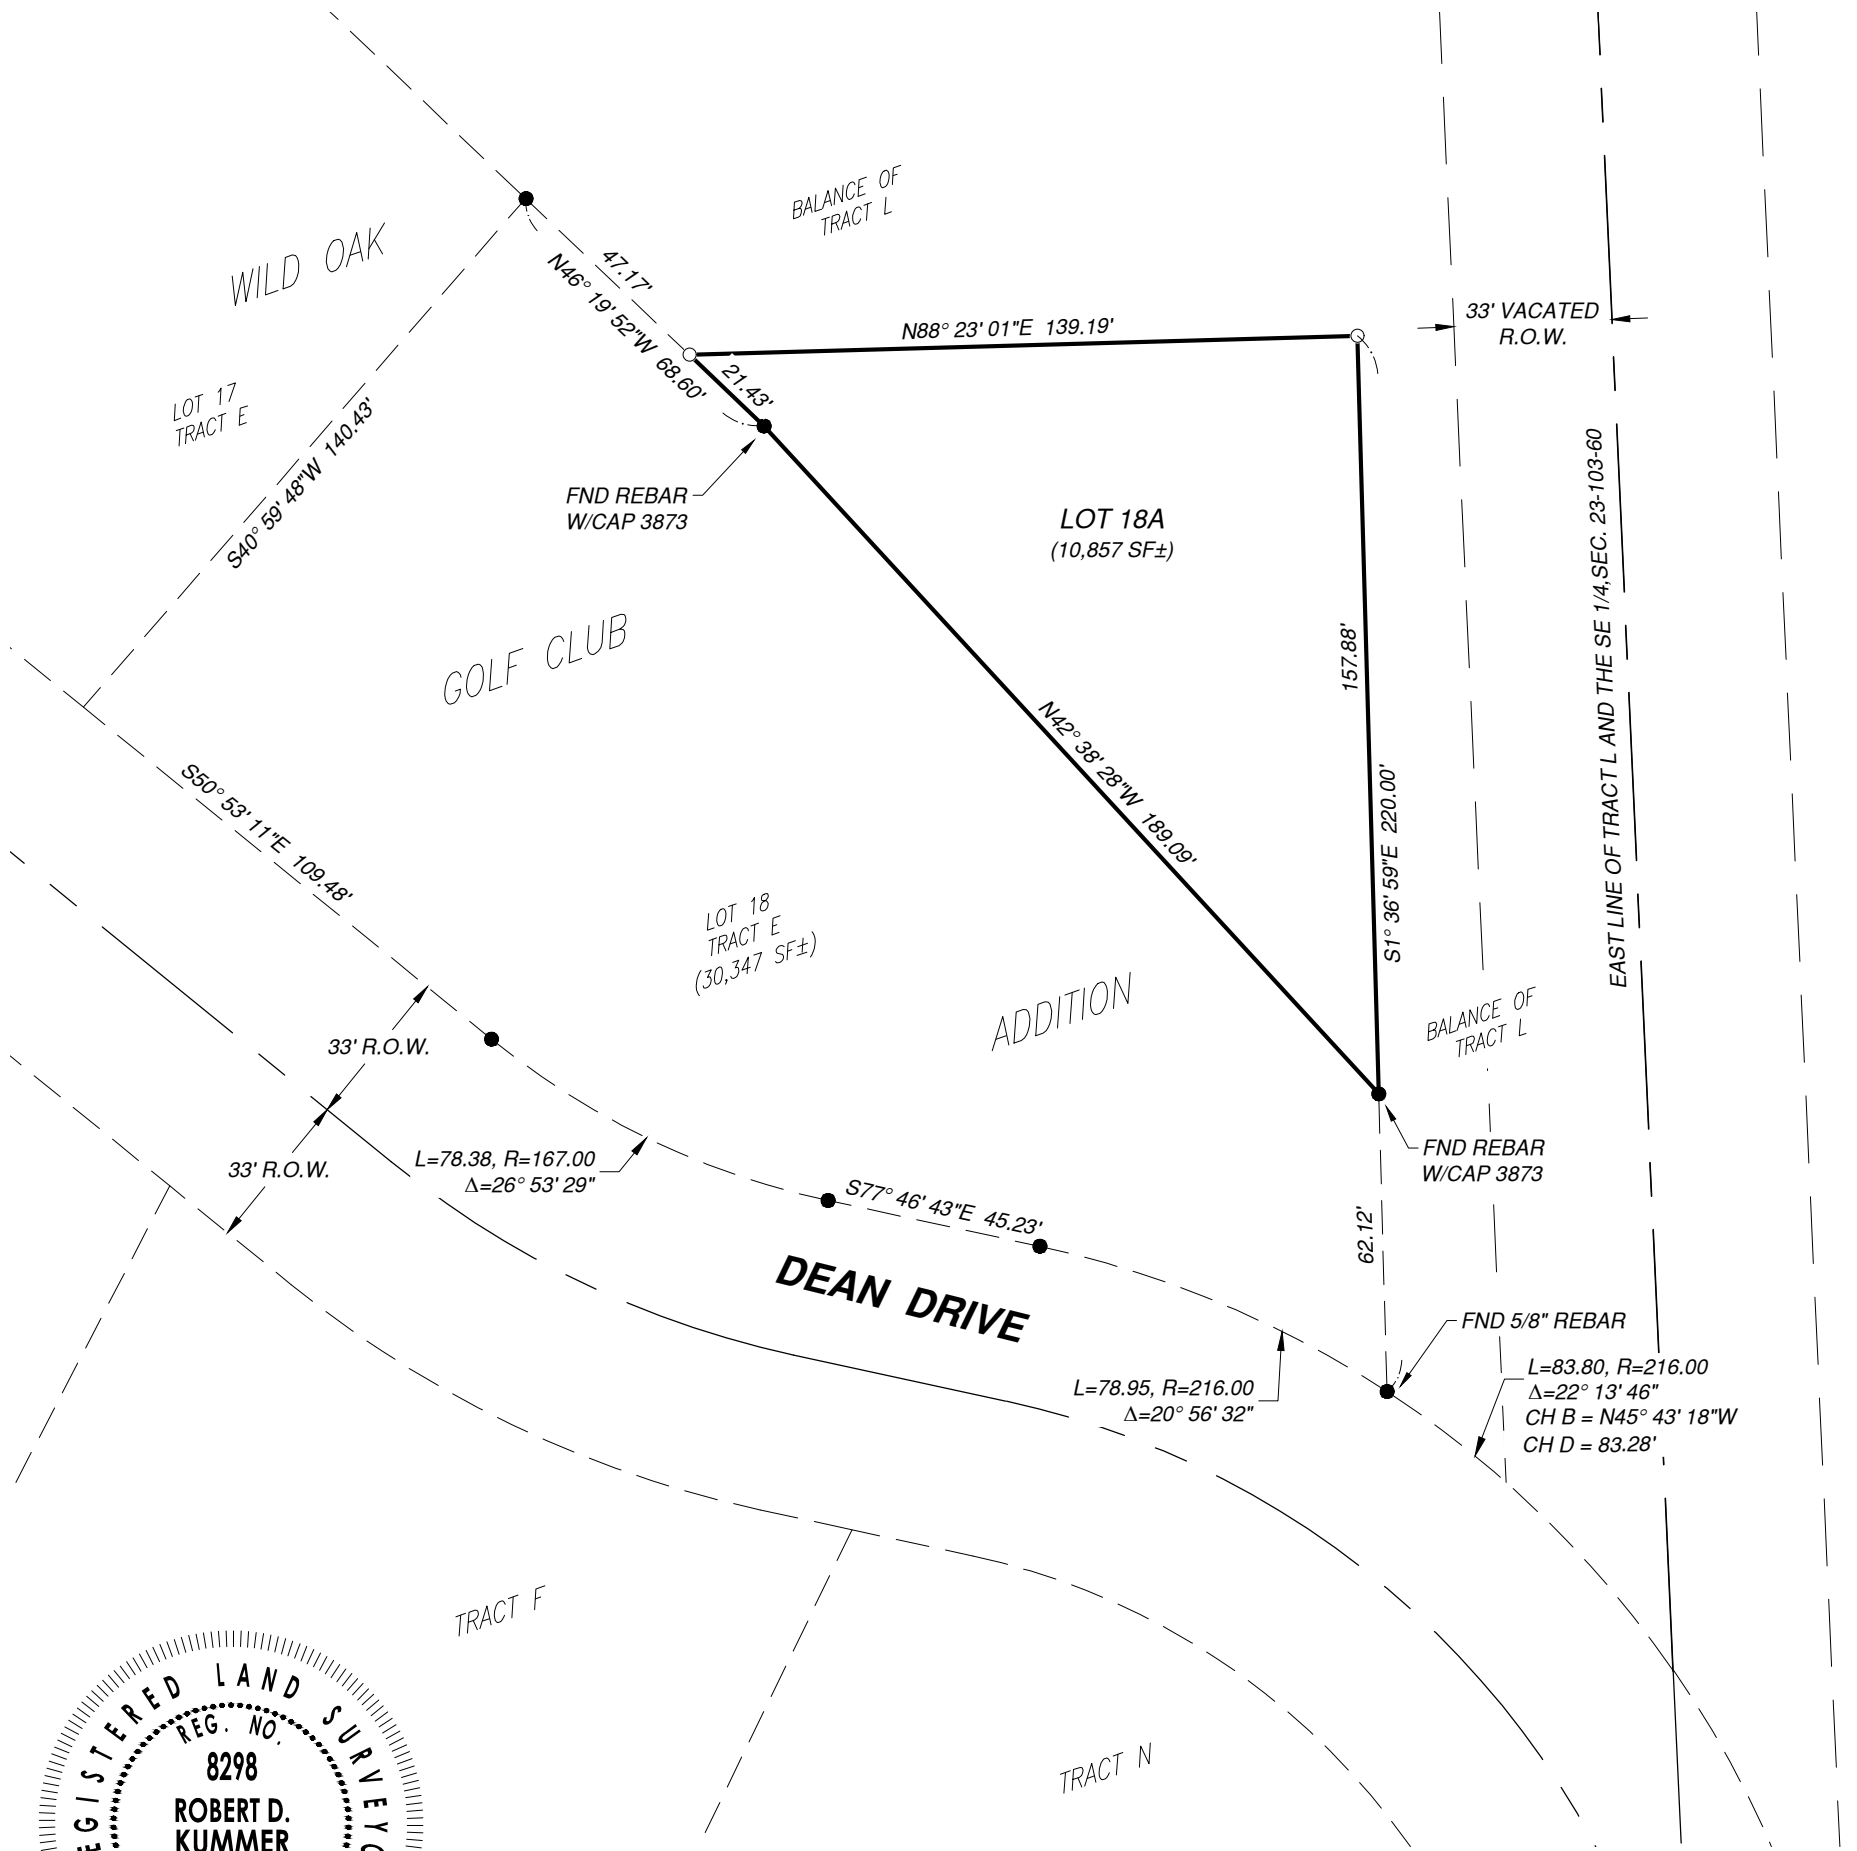 BALANCE OF
TRACT L
WILD OAK
47.17'
N46° 19' 52"W 68.60'
N88° 23' 01"E 139.19'
33' VACATED
R.O.W.
21.43'
LOT 17
TRACT E
S40° 59' 48"W 140.43'
FND REBAR
W/CAP 3873
LOT 18A
(10,857 SF±)
EAST LINE OF TRACT L AND THE SE 1/4,SEC. 23-103-60
GOLF CLUB
157.88'
N42° 38' 28"W 189.09'
S1° 36' 59"E 220.00'
S50° 53' 11"E 109.48'
LOT 18
TRACT E
(30,347 SF±)
ADDITION
BALANCE OF
TRACT L
33' R.O.W.
33' R.O.W.
L=78.38, R=167.00
Δ=26° 53' 29"
FND REBAR
W/CAP 3873
S77° 46' 43"E 45.23'
62.12'
DEAN DRIVE
FND 5/8" REBAR
L=78.95, R=216.00
Δ=20° 56' 32"
L=83.80, R=216.00
Δ=22° 13' 46"
CH B = N45° 43' 18"W
CH D = 83.28'
TRACT F
TRACT N
EGISTERED LAND SURVEYO
REG. NO.
8298
ROBERT D.
KUMMER